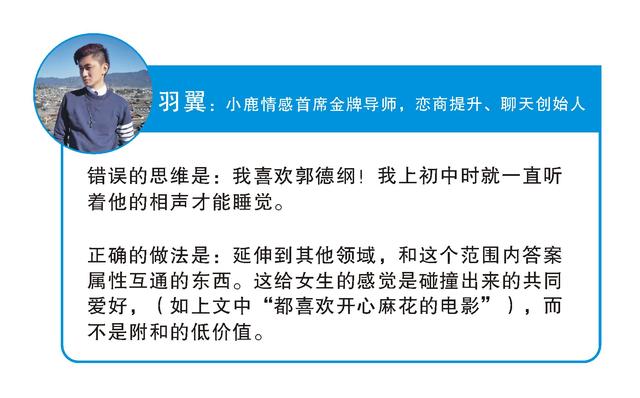 羽翼：小鹿情感首席金牌导师，恋商提升、聊天创始人
错误的思维是：我喜欢郭德纲！我上初中时就一直听
着他的相声才能睡觉。
正确的做法是：延伸到其他领域，和这个范围内答案
属性互通的东西。这给女生的感觉是碰撞出来的共同
爱好，（如上文中“都喜欢开心麻花的电影”），而
不是附和的低价值。